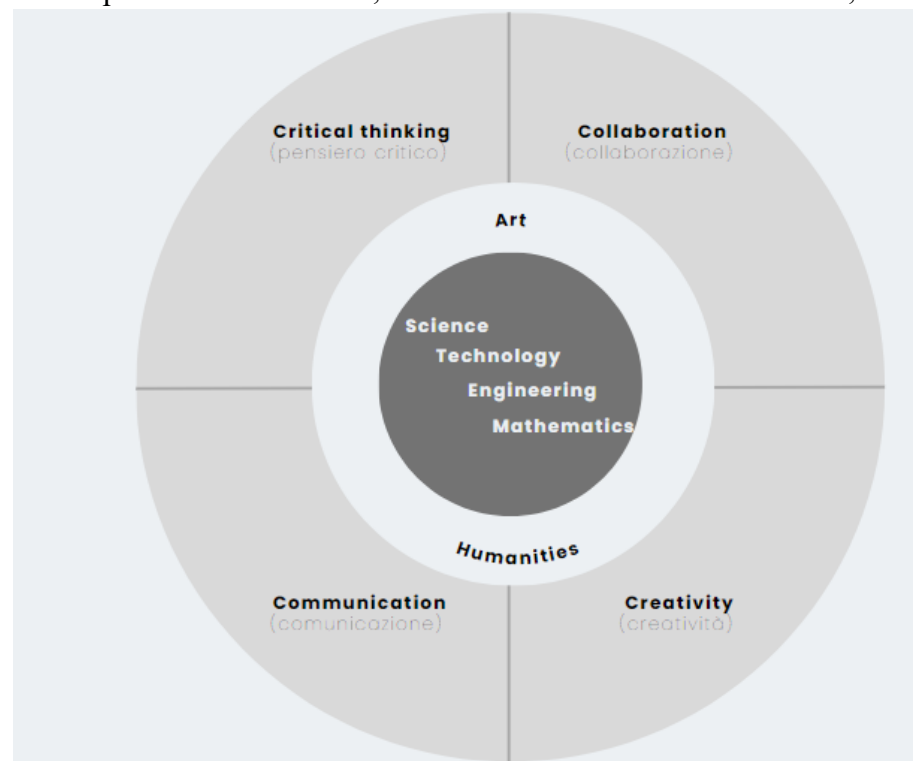 Critical thinking
(pensiero critico)
Collaboration
(collaborazione)
Art
Science
Technology
Engineering
Mathematics
Humanities
Communication
(comunicazione)
Creativity
(creatività)